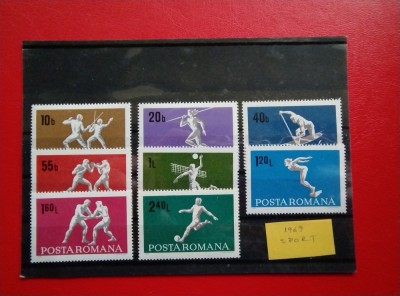 10b
20b
40b
55b
1L
1.20L
POSTA ROMANA
1.60L
2.40L
POSTA ROMANA
POSTA ROMANA
1969
SPORT